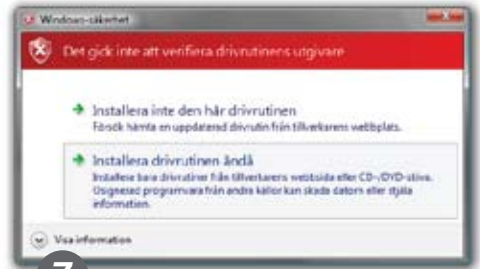 Windows-säkerhet
Det gick inte att verifiera drivrutinens utgivare
Installera inte den här drivrutinen
Försök hämta en uppdaterad drivrutin från tillverkarens webbplats.
Installera drivrutinen ändå
Installera bara drivrutiner från tillverkarens webbsida eller CD-/DVD-skiva.
Osignerad programvara från andra källor kan skada datorn eller stjäla
information.
Visa information
7